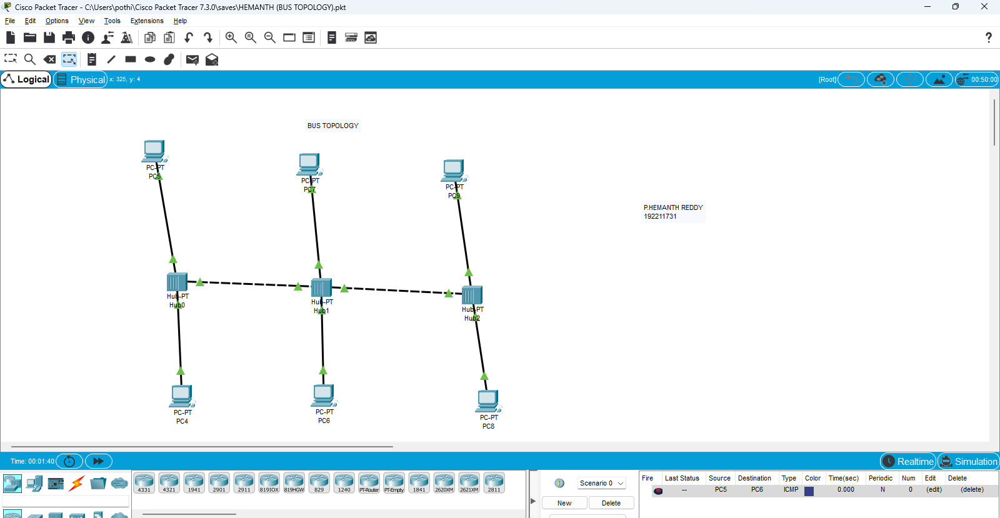 Cisco Packet Tracer - C:\Users\pothi\Cisco Packet Tracer 7.3.0\saves\HEMANTH (BUS TOPOLOGY).pkt
File Edit Options View Tools Extensions Help
?
Logical Physical x: 325, y: 4 [Root] 00:50:00
BUS TOPOLOGY
PC-PT
PC5
PC-PT
PC7
PC-PT
PC9
P.HEMANTH REDDY
192211731
Hub-PT
Hub0
Hub-PT
Hub1
Hub-PT
Hub2
PC-PT
PC4
PC-PT
PC6
PC-PT
PC8
Time: 00:01:40 Realtime Simulation
4331 4321 1941 2901 2911 819IOX 819HGW 829 1240 PT-Router PT-Empty 1841 2620XM 2621XM 2811
Scenario 0
New Delete
Fire Last Status Source Destination Type Color Time(sec) Periodic Num Edit Delete
-- PC5 PC6 ICMP 0.000 N 0 (edit) (delete)